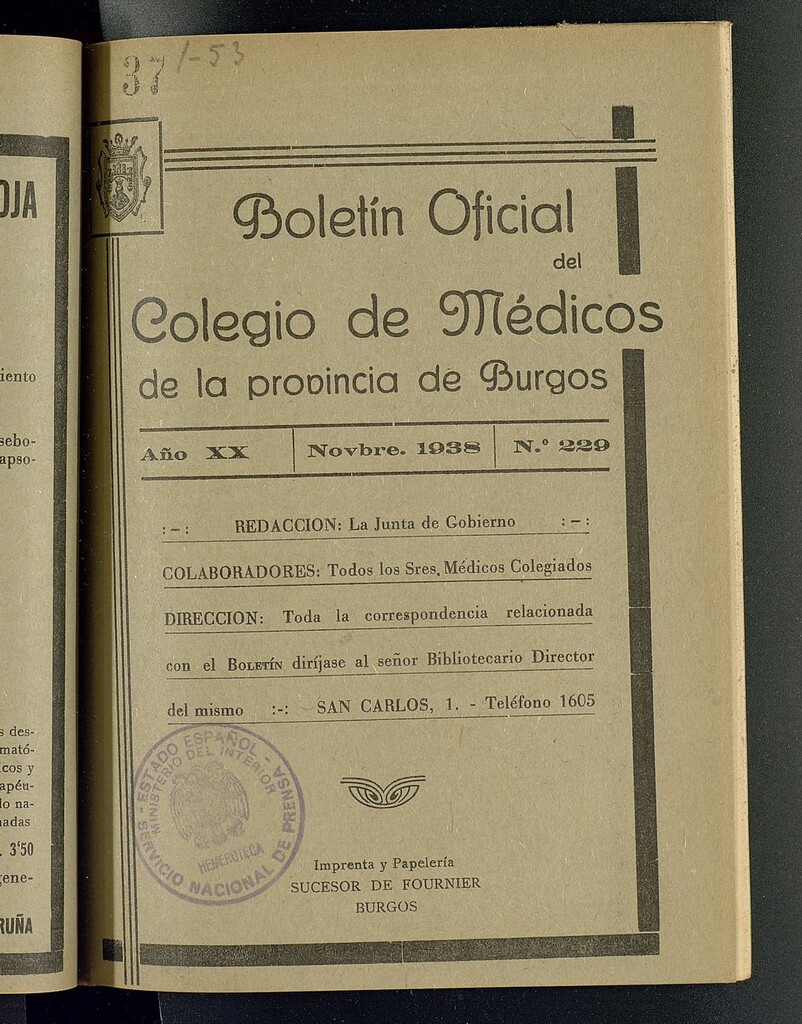 37 1-53
OJA
iento
sebo-
apso-
s des-
mató-
cos y
apéu-
lo na-
adas
. 3'50
ene-
RUÑA
Boletín Oficial
del
Colegio de Médicos
de la provincia de Burgos
Año XX Novbre. 1938 N.º 229
:-: REDACCION: La Junta de Gobierno :-:
COLABORADORES: Todos los Sres. Médicos Colegiados
DIRECCION: Toda la correspondencia relacionada
con el BOLETÍN diríjase al señor Bibliotecario Director
del mismo :-: SAN CARLOS, 1. - Teléfono 1605
- ESTADO ESPAÑOL -
MINISTERIO DEL INTERIOR
HEMEROTECA
SERVICIO NACIONAL DE PRENSA
Imprenta y Papelería
SUCESOR DE FOURNIER
BURGOS